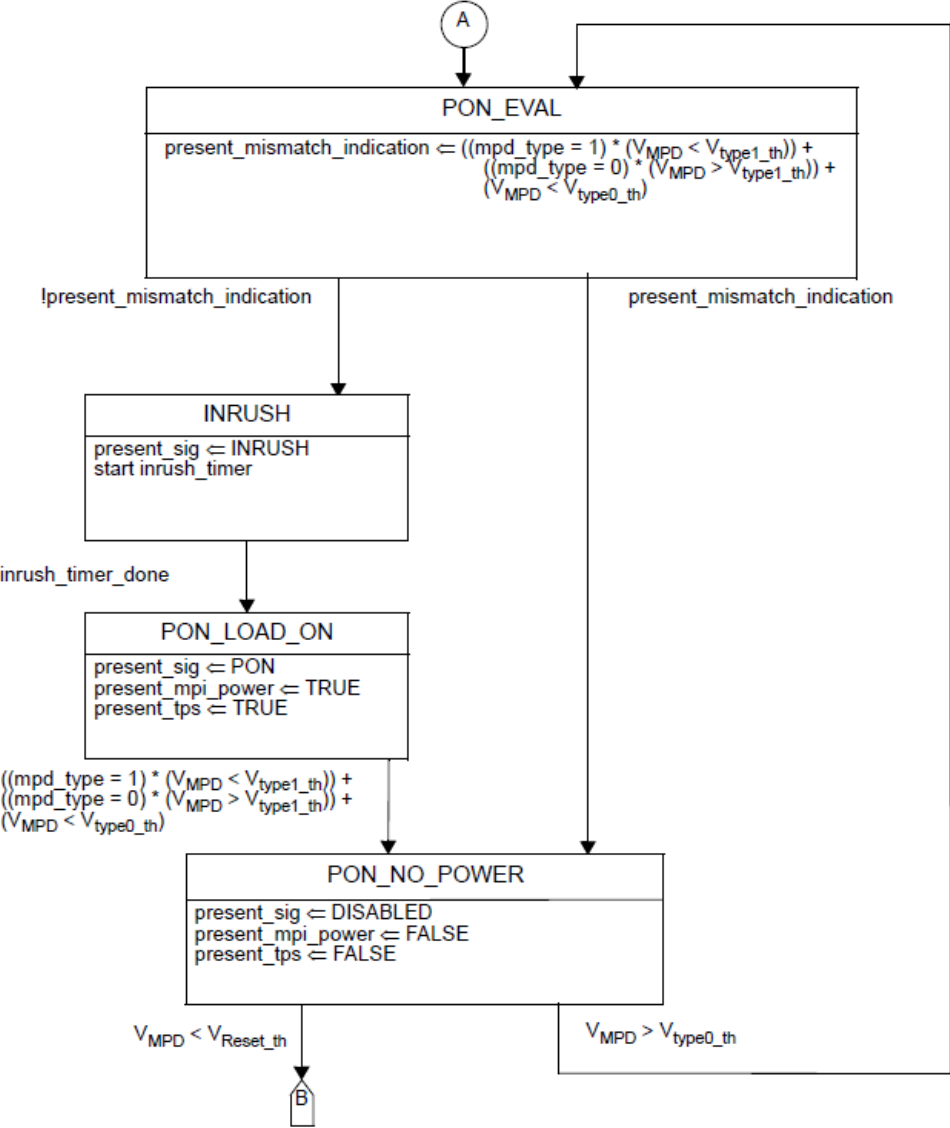 A
PON_EVAL
present_mismatch_indication ⇐ ((mpd_type = 1) * (VMPD < Vtype1_th)) +
((mpd_type = 0) * (VMPD > Vtype1_th)) +
(VMPD < Vtype0_th)
!present_mismatch_indication
present_mismatch_indication
INRUSH
present_sig ⇐ INRUSH
start inrush_timer
inrush_timer_done
PON_LOAD_ON
present_sig ⇐ PON
present_mpi_power ⇐ TRUE
present_tps ⇐ TRUE
((mpd_type = 1) * (VMPD < Vtype1_th)) +
((mpd_type = 0) * (VMPD > Vtype1_th)) +
(VMPD < Vtype0_th)
PON_NO_POWER
present_sig ⇐ DISABLED
present_mpi_power ⇐ FALSE
present_tps ⇐ FALSE
VMPD < VReset_th
VMPD > Vtype0_th
B